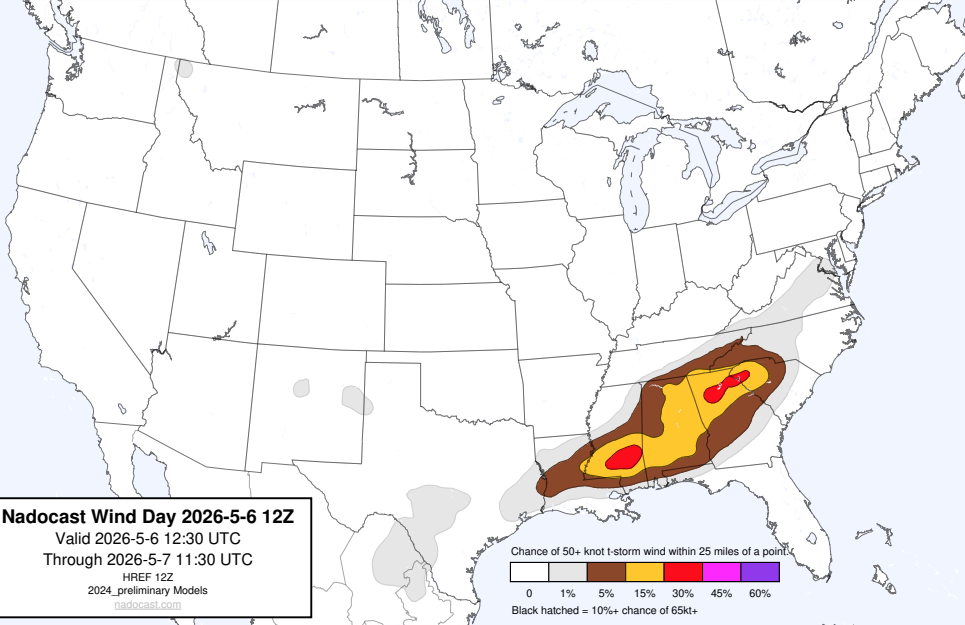 Nadocast Wind Day 2026-5-6 12Z
Valid 2026-5-6 12:30 UTC
Through 2026-5-7 11:30 UTC
HREF 12Z
2024_preliminary Models
nadocast.com
Chance of 50+ knot t-storm wind within 25 miles of a point.
0 1% 5% 15% 30% 45% 60%
Black hatched = 10%+ chance of 65kt+